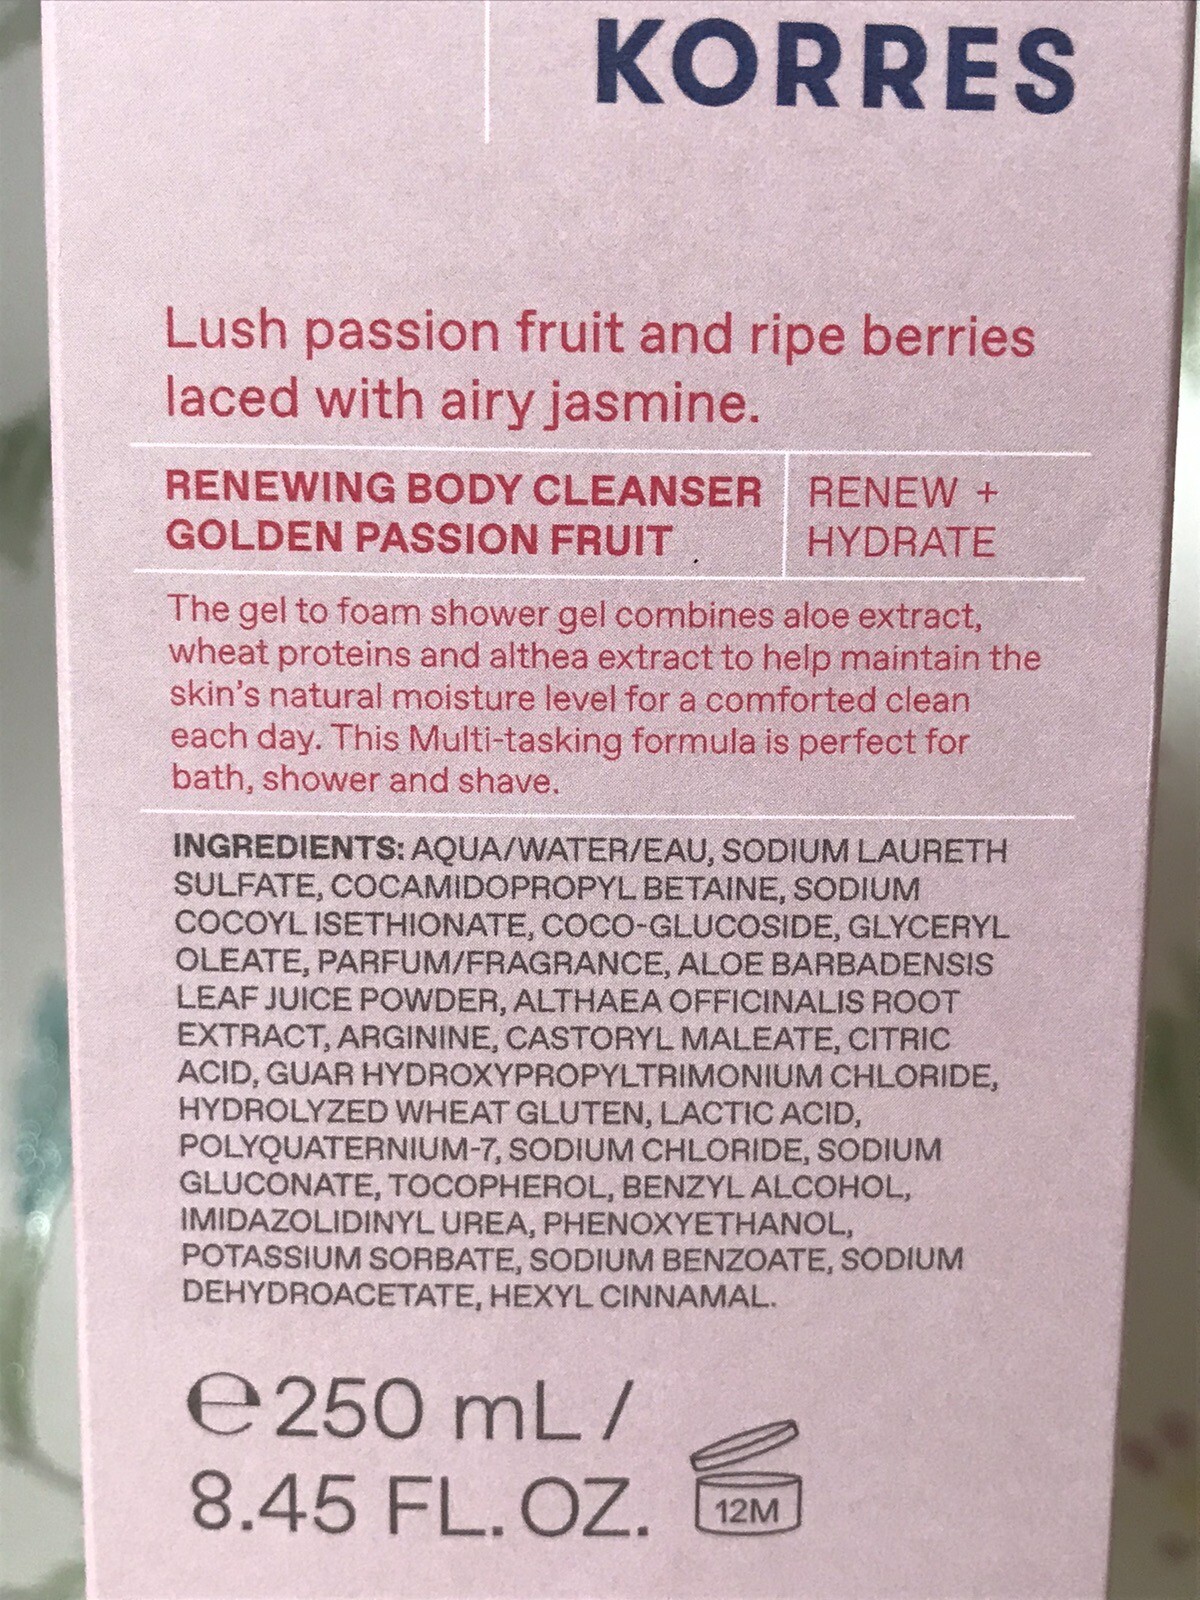 KORRES
Lush passion fruit and ripe berries
laced with airy jasmine.
RENEWING BODY CLEANSER
GOLDEN PASSION FRUIT
RENEW +
HYDRATE
The gel to foam shower gel combines aloe extract,
wheat proteins and althea extract to help maintain the
skin's natural moisture level for a comforted clean
each day. This Multi-tasking formula is perfect for
bath, shower and shave.
INGREDIENTS: AQUA/WATER/EAU, SODIUM LAURETH
SULFATE, COCAMIDOPROPYL BETAINE, SODIUM
COCOYL ISETHIONATE, COCO-GLUCOSIDE, GLYCERYL
OLEATE, PARFUM/FRAGRANCE, ALOE BARBADENSIS
LEAF JUICE POWDER, ALTHAEA OFFICINALIS ROOT
EXTRACT, ARGININE, CASTORYL MALEATE, CITRIC
ACID, GUAR HYDROXYPROPYLTRIMONIUM CHLORIDE,
HYDROLYZED WHEAT GLUTEN, LACTIC ACID,
POLYQUATERNIUM-7, SODIUM CHLORIDE, SODIUM
GLUCONATE, TOCOPHEROL, BENZYL ALCOHOL,
IMIDAZOLIDINYL UREA, PHENOXYETHANOL,
POTASSIUM SORBATE, SODIUM BENZOATE, SODIUM
DEHYDROACETATE, HEXYL CINNAMAL.
℮250 mL /
8.45 FL. OZ.
12M